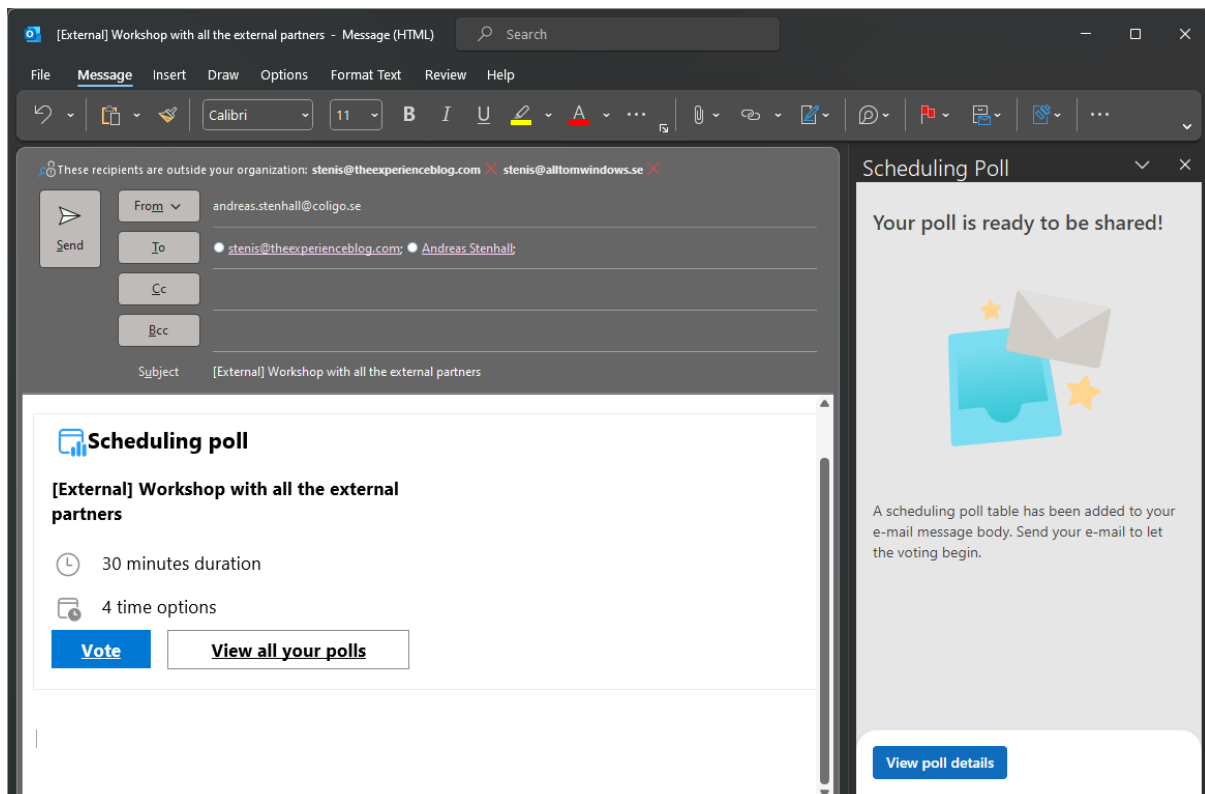 [External] Workshop with all the external partners - Message (HTML)
Search
File Message Insert Draw Options Format Text Review Help
Calibri 11 B I U A
These recipients are outside your organization: stenis@theexperienceblog.com stenis@alltomwindows.se
Send
From andreas.stenhall@coligo.se
To stenis@theexperienceblog.com; Andreas Stenhall;
Cc
Bcc
Subject [External] Workshop with all the external partners
Scheduling poll
[External] Workshop with all the external
partners
30 minutes duration
4 time options
Vote View all your polls
Scheduling Poll
Your poll is ready to be shared!
A scheduling poll table has been added to your
e-mail message body. Send your e-mail to let
the voting begin.
View poll details